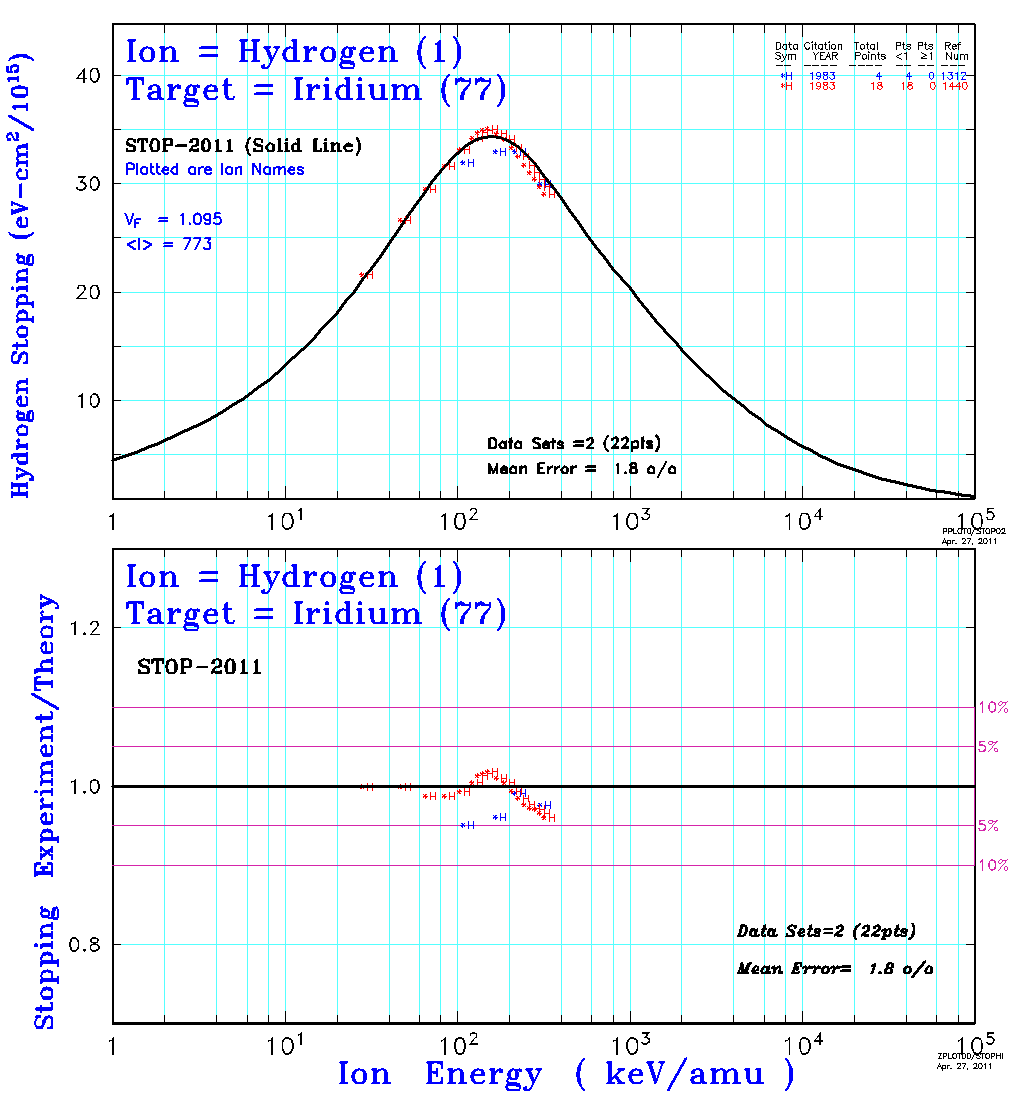 Ion = Hydrogen (1)
Target = Iridium (77)
STOP-2011 (Solid Line)
Plotted are Ion Names
V_F = 1.095
<I> = 773
Data Citation Total Pts Pts Ref
Sym YEAR Points <1 ≥1 Num
*H 1983 4 4 0 1312
*H 1983 18 18 0 1440
Hydrogen Stopping (eV-cm²/10¹⁵)
40
30
20
10
Data Sets =2 (22pts)
Mean Error = 1.8 o/o
1 10¹ 10² 10³ 10⁴ 10⁵
PPLOT0/STOP02
Apr. 27, 2011
Ion = Hydrogen (1)
Target = Iridium (77)
STOP-2011
Stopping Experiment/Theory
1.2
1.0
0.8
10%
5%
5%
10%
Data Sets=2 (22pts)
Mean Error= 1.8 o/o
1 10¹ 10² 10³ 10⁴ 10⁵
ZPLOT0D/STOPHI
Apr. 27, 2011
Ion Energy ( keV/amu )